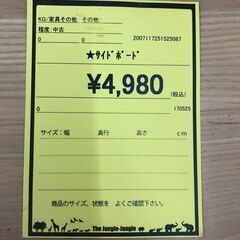 KG/家具その他 その他
程度:中古
0 0 2007117251525087
★ｻｲﾄﾞﾎﾞｰﾄﾞ
¥4,980
(税込)
0 170525
サイズ:幅 奥行 高さ cm
商品のサイズ、状態を よくご確認下さい。
The Jungle-Jungle